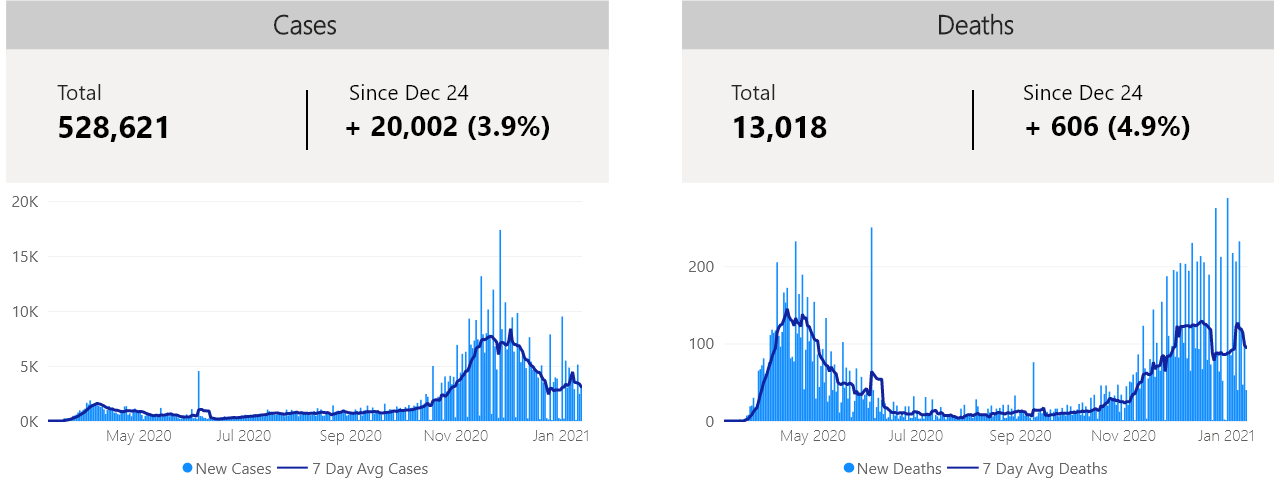 Cases
Total
528,621
Since Dec 24
+ 20,002 (3.9%)
20K
15K
10K
5K
0K
May 2020 Jul 2020 Sep 2020 Nov 2020 Jan 2021
New Cases 7 Day Avg Cases
Deaths
Total
13,018
Since Dec 24
+ 606 (4.9%)
200
100
0
May 2020 Jul 2020 Sep 2020 Nov 2020 Jan 2021
New Deaths 7 Day Avg Deaths